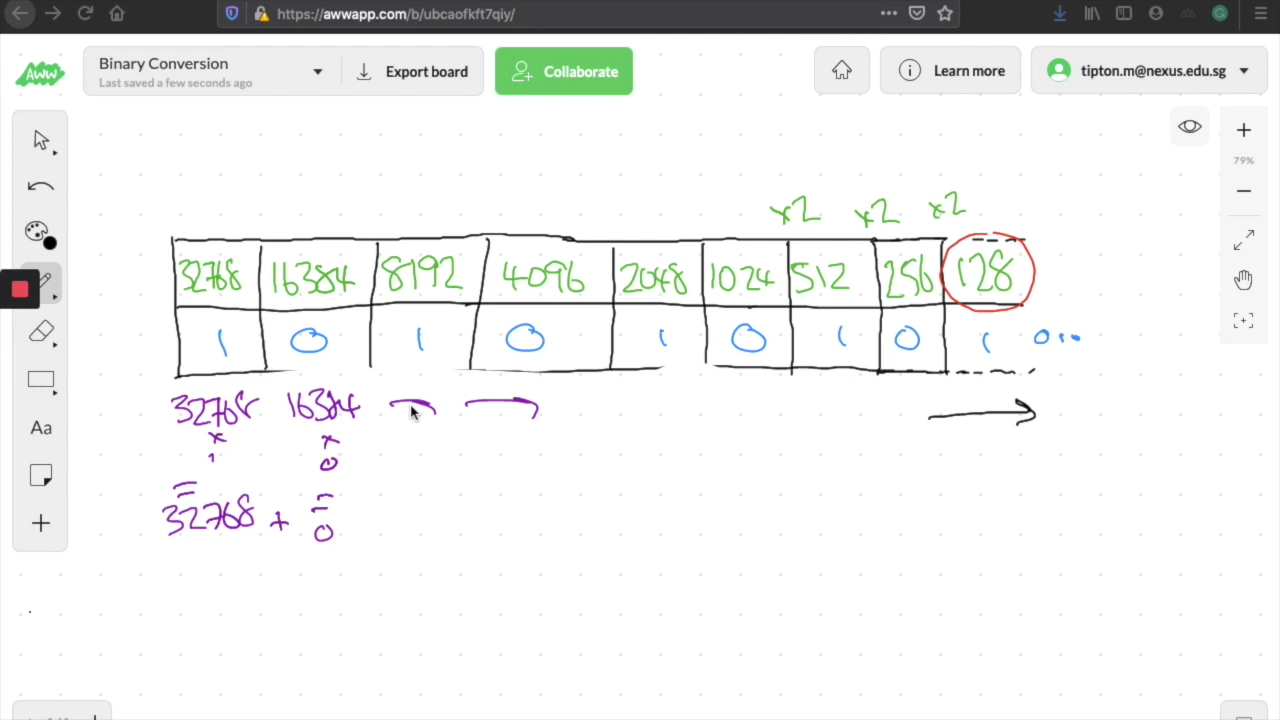 https://awwapp.com/b/ubcaofkft7qiy/
AWW
Binary Conversion
Last saved a few seconds ago
Export board
Collaborate
Learn more
tipton.m@nexus.edu.sg
79%
Aa
x2 x2 x2
32768 16384 8192 4096 2048 1024 512 256 128
1 0 1 0 1 0 1 0 1 0...
32768 16384
x x
1 0
= =
32768 + 0